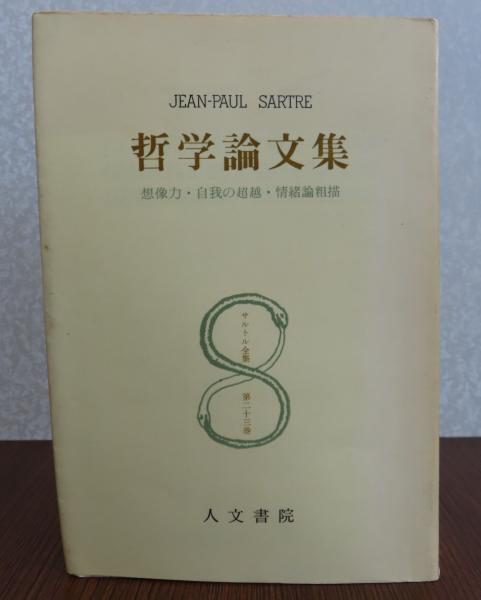 JEAN-PAUL SARTRE
哲学論文集
想像力・自我の超越・情緒論粗描
サルトル全集
第二十三巻
人文書院